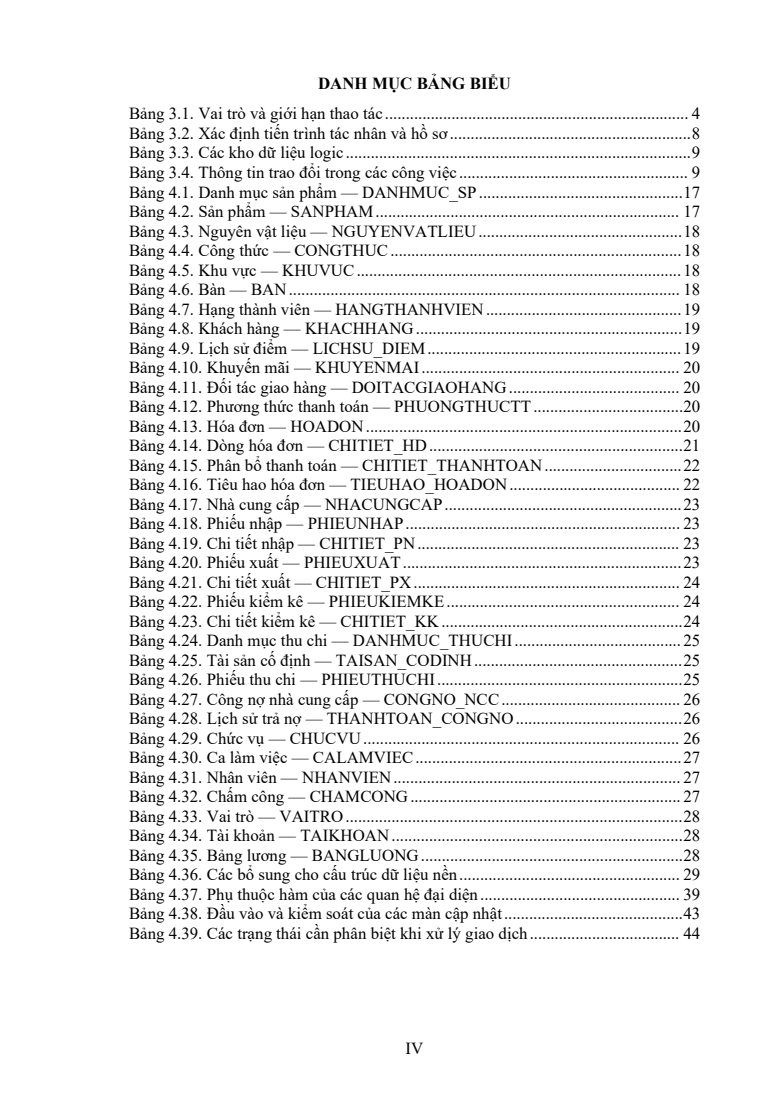 DANH MỤC BẢNG BIỂU
Bảng 3.1. Vai trò và giới hạn thao tác 4
Bảng 3.2. Xác định tiến trình tác nhân và hồ sơ 8
Bảng 3.3. Các kho dữ liệu logic 9
Bảng 3.4. Thông tin trao đổi trong các công việc 9
Bảng 4.1. Danh mục sản phẩm — DANHMUC_SP 17
Bảng 4.2. Sản phẩm — SANPHAM 17
Bảng 4.3. Nguyên vật liệu — NGUYENVATLIEU 18
Bảng 4.4. Công thức — CONGTHUC 18
Bảng 4.5. Khu vực — KHUVUC 18
Bảng 4.6. Bàn — BAN 18
Bảng 4.7. Hạng thành viên — HANGTHANHVIEN 19
Bảng 4.8. Khách hàng — KHACHHANG 19
Bảng 4.9. Lịch sử điểm — LICHSU_DIEM 19
Bảng 4.10. Khuyến mãi — KHUYENMAI 20
Bảng 4.11. Đối tác giao hàng — DOITACGIAOHANG 20
Bảng 4.12. Phương thức thanh toán — PHUONGTHUCTT 20
Bảng 4.13. Hóa đơn — HOADON 20
Bảng 4.14. Dòng hóa đơn — CHITIET_HD 21
Bảng 4.15. Phân bổ thanh toán — CHITIET_THANHTOAN 22
Bảng 4.16. Tiêu hao hóa đơn — TIEUHAO_HOADON 22
Bảng 4.17. Nhà cung cấp — NHACUNGCAP 23
Bảng 4.18. Phiếu nhập — PHIEUNHAP 23
Bảng 4.19. Chi tiết nhập — CHITIET_PN 23
Bảng 4.20. Phiếu xuất — PHIEUXUAT 23
Bảng 4.21. Chi tiết xuất — CHITIET_PX 24
Bảng 4.22. Phiếu kiểm kê — PHIEUKIEMKE 24
Bảng 4.23. Chi tiết kiểm kê — CHITIET_KK 24
Bảng 4.24. Danh mục thu chi — DANHMUC_THUCHI 25
Bảng 4.25. Tài sản cố định — TAISAN_CODINH 25
Bảng 4.26. Phiếu thu chi — PHIEUTHUCHI 25
Bảng 4.27. Công nợ nhà cung cấp — CONGNO_NCC 26
Bảng 4.28. Lịch sử trả nợ — THANHTOAN_CONGNO 26
Bảng 4.29. Chức vụ — CHUCVU 26
Bảng 4.30. Ca làm việc — CALAMVIEC 27
Bảng 4.31. Nhân viên — NHANVIEN 27
Bảng 4.32. Chấm công — CHAMCONG 27
Bảng 4.33. Vai trò — VAITRO 28
Bảng 4.34. Tài khoản — TAIKHOAN 28
Bảng 4.35. Bảng lương — BANGLUONG 28
Bảng 4.36. Các bổ sung cho cấu trúc dữ liệu nền 29
Bảng 4.37. Phụ thuộc hàm của các quan hệ đại diện 39
Bảng 4.38. Đầu vào và kiểm soát của các màn cập nhật 43
Bảng 4.39. Các trạng thái cần phân biệt khi xử lý giao dịch 44
IV